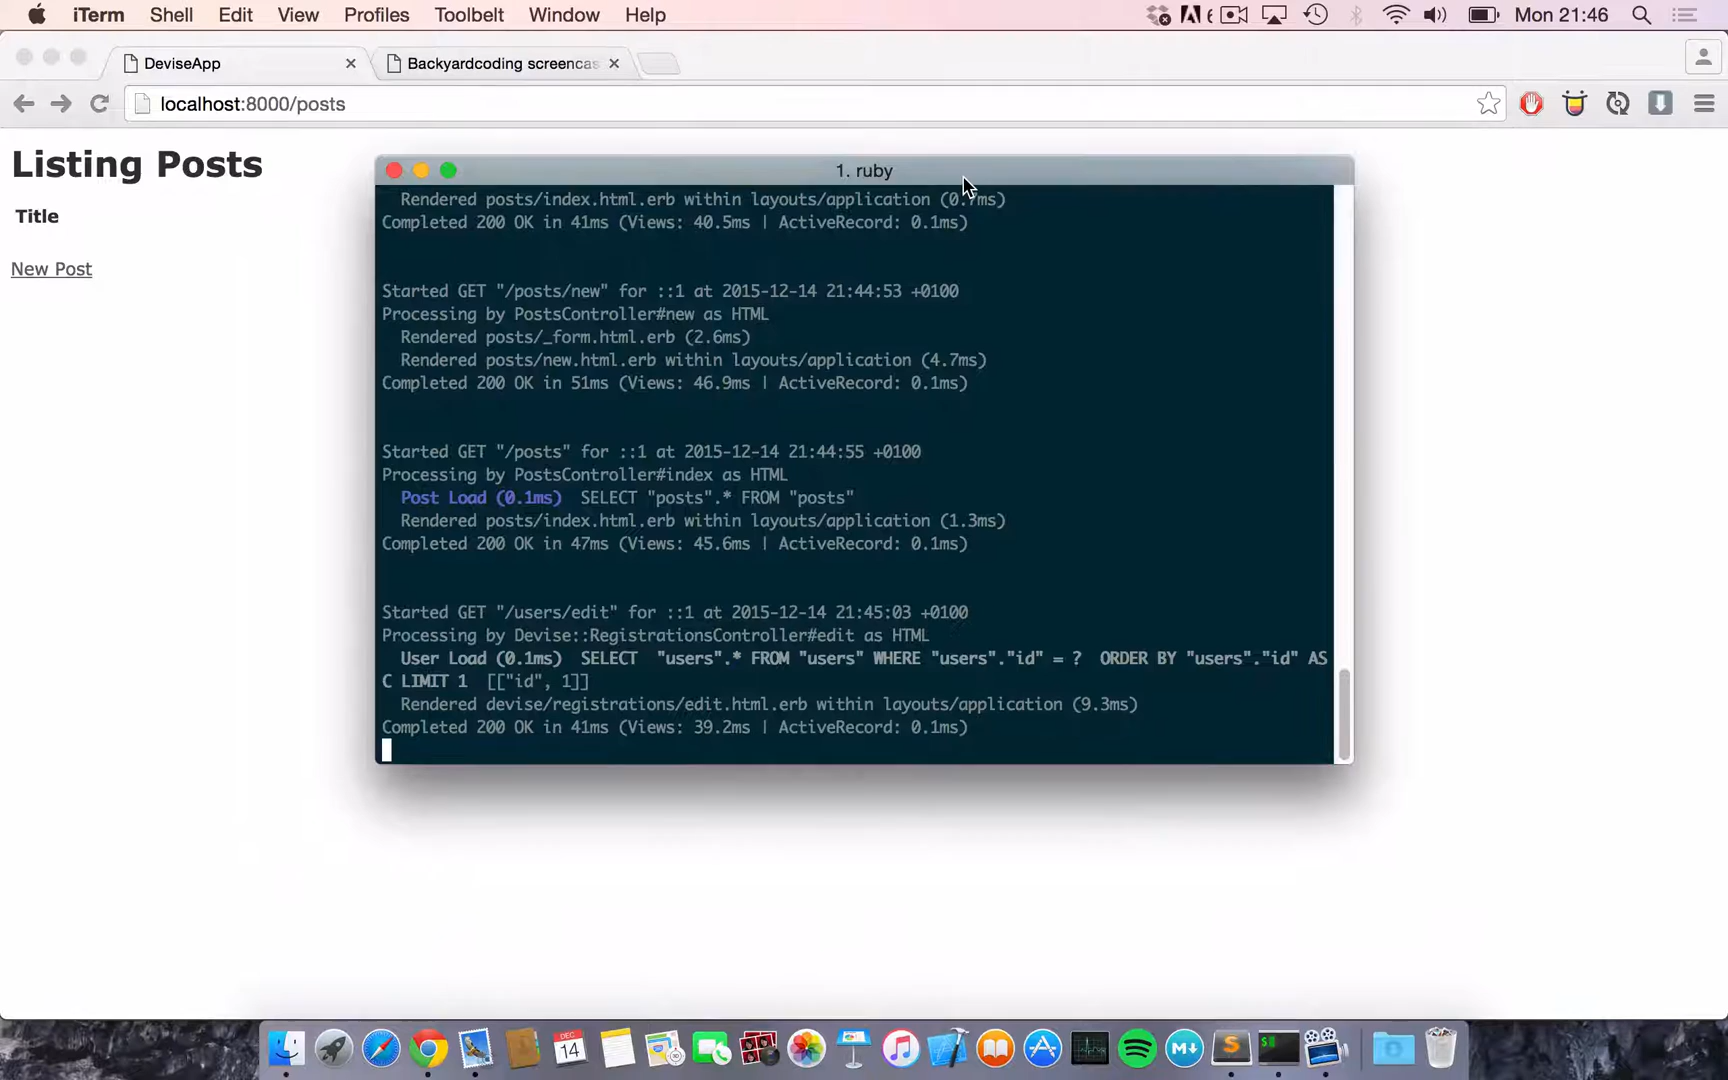 iTerm Shell Edit View Profiles Toolbelt Window Help 6 Mon 21:46
DeviseApp Backyardcoding screencas
localhost:8000/posts
Listing Posts
Title
New Post
1. ruby
Rendered posts/index.html.erb within layouts/application (0.7ms)
Completed 200 OK in 41ms (Views: 40.5ms | ActiveRecord: 0.1ms)
Started GET "/posts/new" for ::1 at 2015-12-14 21:44:53 +0100
Processing by PostsController#new as HTML
Rendered posts/_form.html.erb (2.6ms)
Rendered posts/new.html.erb within layouts/application (4.7ms)
Completed 200 OK in 51ms (Views: 46.9ms | ActiveRecord: 0.1ms)
Started GET "/posts" for ::1 at 2015-12-14 21:44:55 +0100
Processing by PostsController#index as HTML
Post Load (0.1ms) SELECT "posts".* FROM "posts"
Rendered posts/index.html.erb within layouts/application (1.3ms)
Completed 200 OK in 47ms (Views: 45.6ms | ActiveRecord: 0.1ms)
Started GET "/users/edit" for ::1 at 2015-12-14 21:45:03 +0100
Processing by Devise::RegistrationsController#edit as HTML
User Load (0.1ms) SELECT "users".* FROM "users" WHERE "users"."id" = ? ORDER BY "users"."id" AS
C LIMIT 1 [["id", 1]]
Rendered devise/registrations/edit.html.erb within layouts/application (9.3ms)
Completed 200 OK in 41ms (Views: 39.2ms | ActiveRecord: 0.1ms)
DEC
14
M
S
$